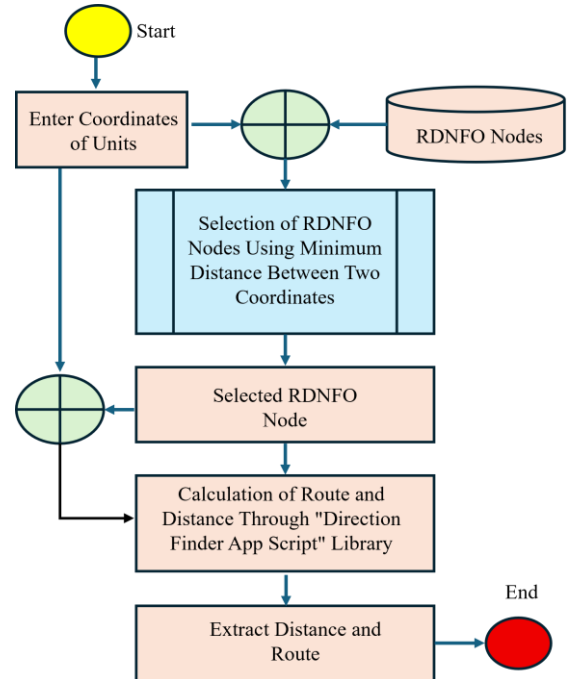 Start
Enter Coordinates
of Units
RDNFO Nodes
Selection of RDNFO
Nodes Using Minimum
Distance Between Two
Coordinates
Selected RDNFO
Node
Calculation of Route and
Distance Through "Direction
Finder App Script" Library
End
Extract Distance and
Route